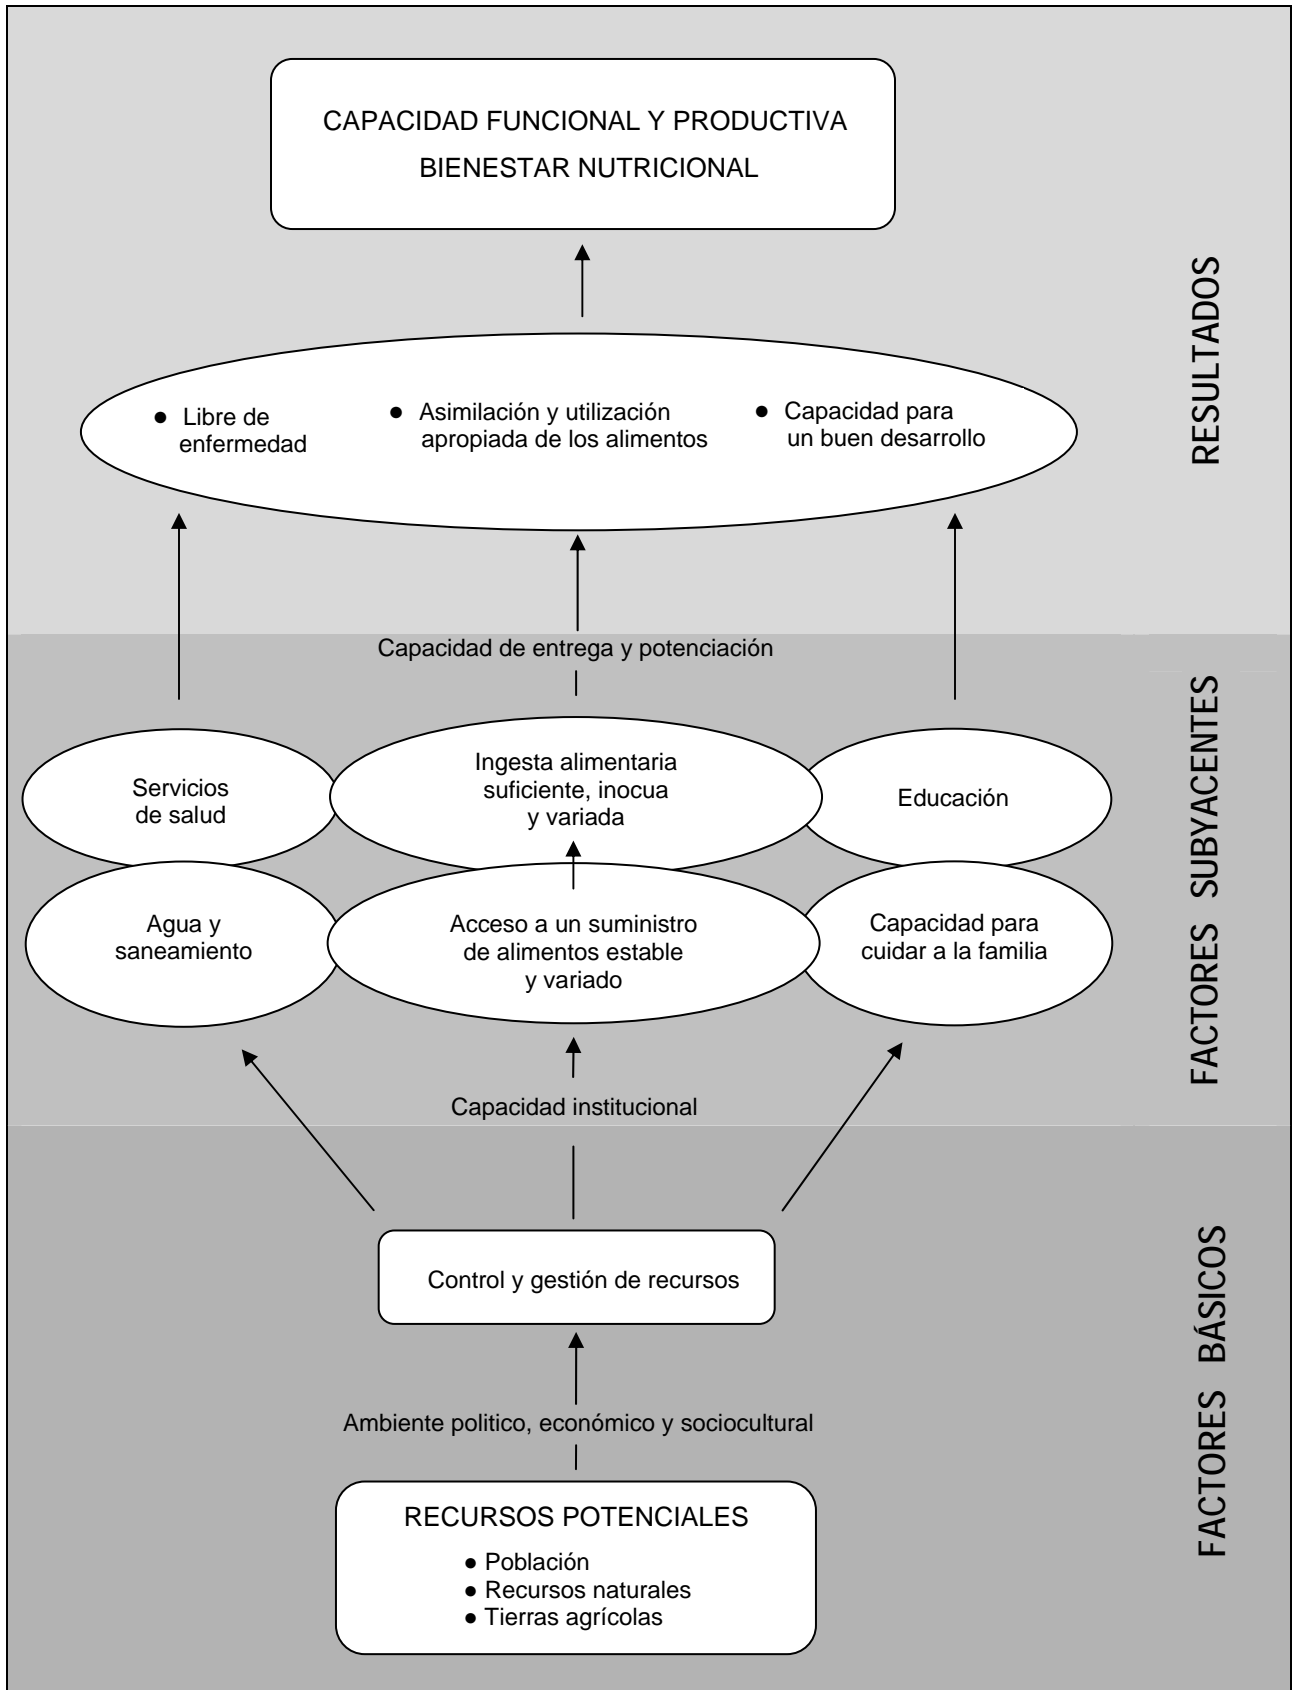 CAPACIDAD FUNCIONAL Y PRODUCTIVA
BIENESTAR NUTRICIONAL
RESULTADOS
● Libre de
enfermedad
● Asimilación y utilización
apropiada de los alimentos
● Capacidad para
un buen desarrollo
Capacidad de entrega y potenciación
FACTORES SUBYACENTES
Servicios
de salud
Ingesta alimentaria
suficiente, inocua
y variada
Educación
Agua y
saneamiento
Acceso a un suministro
de alimentos estable
y variado
Capacidad para
cuidar a la familia
Capacidad institucional
FACTORES BÁSICOS
Control y gestión de recursos
Ambiente politico, económico y sociocultural
RECURSOS POTENCIALES
● Población
● Recursos naturales
● Tierras agrícolas